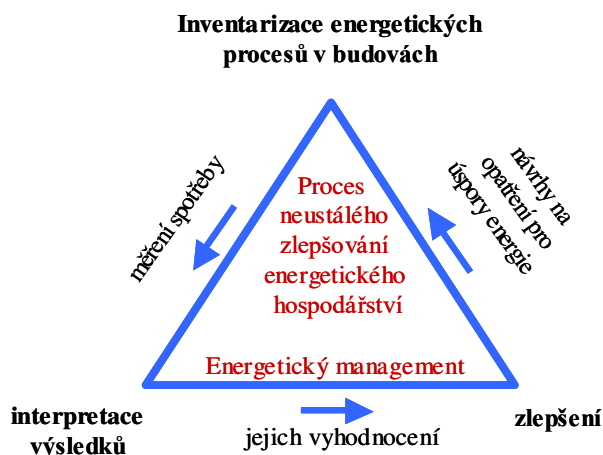 Inventarizace energetických
procesů v budovách
měření spotřeby
návrhy na
opatření pro
úspory energie
Proces
neustálého
zlepšování
energetického
hospodářství
Energetický management
interpretace
výsledků
jejich vyhodnocení
zlepšení